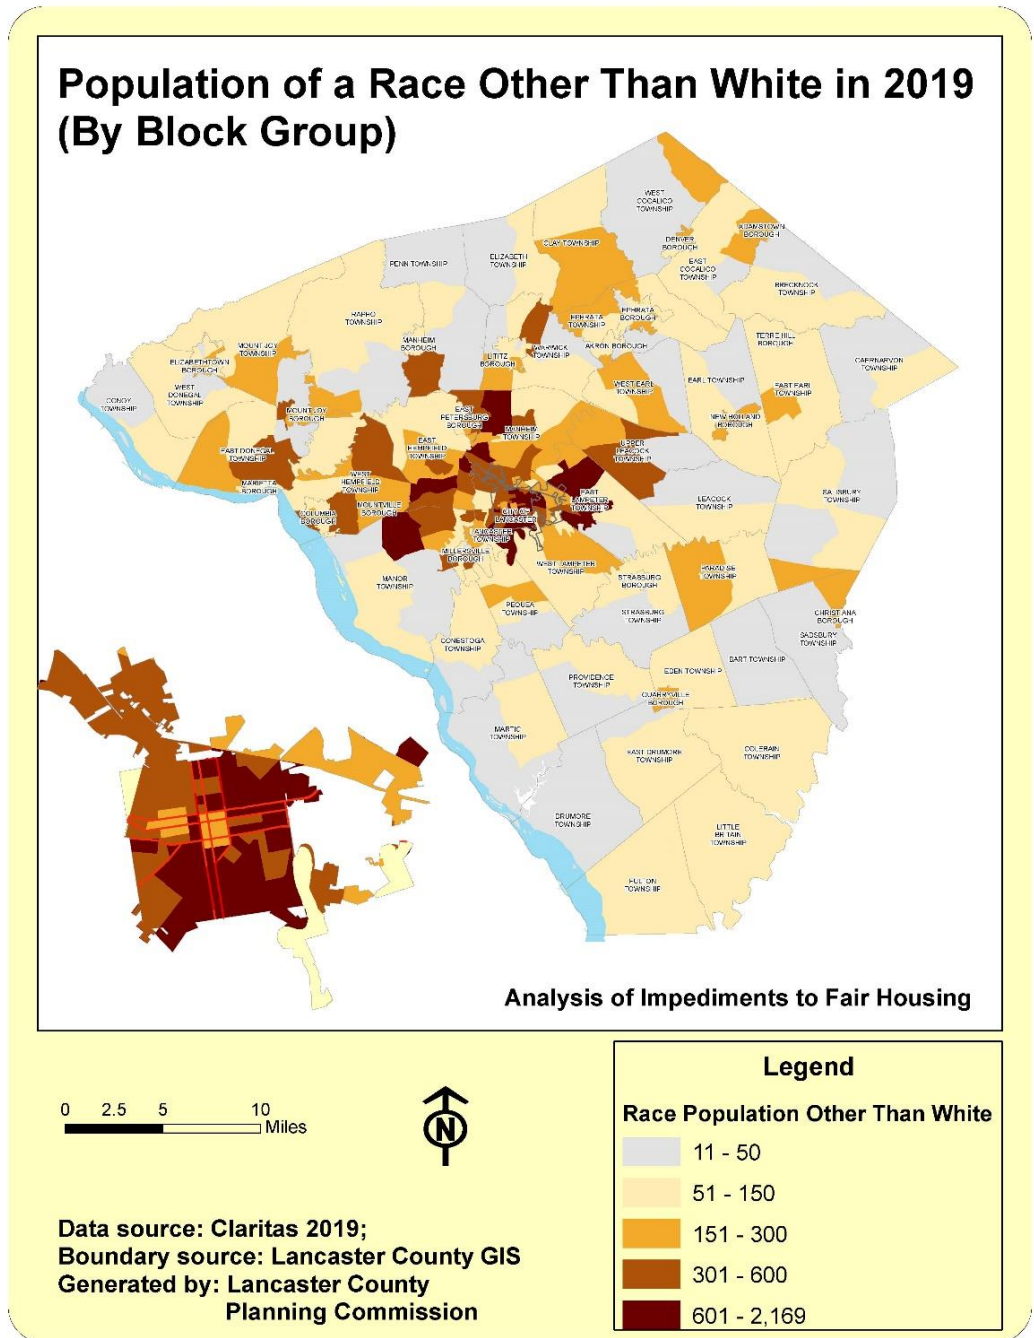 Population of a Race Other Than White in 2019
(By Block Group)
WEST
COCALICO
TOWNSHIP
ADAMSTOWN
BOROUGH
DENVER
BOROUGH
CLAY TOWNSHIP
ELIZABETH
TOWNSHIP
PENN TOWNSHIP
EAST
COCALICO
TOWNSHIP
BRECKNOCK
TOWNSHIP
RAPHO
TOWNSHIP
EPHRATA
TOWNSHIP
EPHRATA
BOROUGH
MOUNT JOY
TOWNSHIP
MANHEIM
BOROUGH
WARWICK
TOWNSHIP
AKRON BOROUGH
TERRE HILL
BOROUGH
ELIZABETHTOWN
BOROUGH
LITITZ
BOROUGH
CAERNARVON
TOWNSHIP
WEST
DONEGAL
TOWNSHIP
CONOY
TOWNSHIP
WEST EARL
TOWNSHIP
EARL TOWNSHIP
EAST EARL
TOWNSHIP
MOUNT JOY
BOROUGH
EAST
PETERSBURG
BOROUGH
MANHEIM
TOWNSHIP
NEW HOLLAND
BOROUGH
EAST DONEGAL
TOWNSHIP
EAST
HEMPFIELD
TOWNSHIP
UPPER
LEACOCK
TOWNSHIP
MARIETTA
BOROUGH
WEST
HEMPFIELD
TOWNSHIP
EAST
LAMPETER
TOWNSHIP
LEACOCK
TOWNSHIP
SALISBURY
TOWNSHIP
COLUMBIA
BOROUGH
MOUNTVILLE
BOROUGH
CITY OF
LANCASTER
LANCASTER
TOWNSHIP
MILLERSVILLE
BOROUGH
WEST LAMPETER
TOWNSHIP
PARADISE
TOWNSHIP
MANOR
TOWNSHIP
STRASBURG
BOROUGH
PEQUEA
TOWNSHIP
STRASBURG
TOWNSHIP
CHRISTIANA
BOROUGH
SADSBURY
TOWNSHIP
CONESTOGA
TOWNSHIP
BART TOWNSHIP
EDEN TOWNSHIP
PROVIDENCE
TOWNSHIP
QUARRYVILLE
BOROUGH
MARTIC
TOWNSHIP
EAST DRUMORE
TOWNSHIP
COLERAIN
TOWNSHIP
DRUMORE
TOWNSHIP
LITTLE
BRITAIN
TOWNSHIP
FULTON
TOWNSHIP
Analysis of Impediments to Fair Housing
0 2.5 5 10
Miles
N
Data source: Claritas 2019;
Boundary source: Lancaster County GIS
Generated by: Lancaster County
Planning Commission
Legend
Race Population Other Than White
11 - 50
51 - 150
151 - 300
301 - 600
601 - 2,169